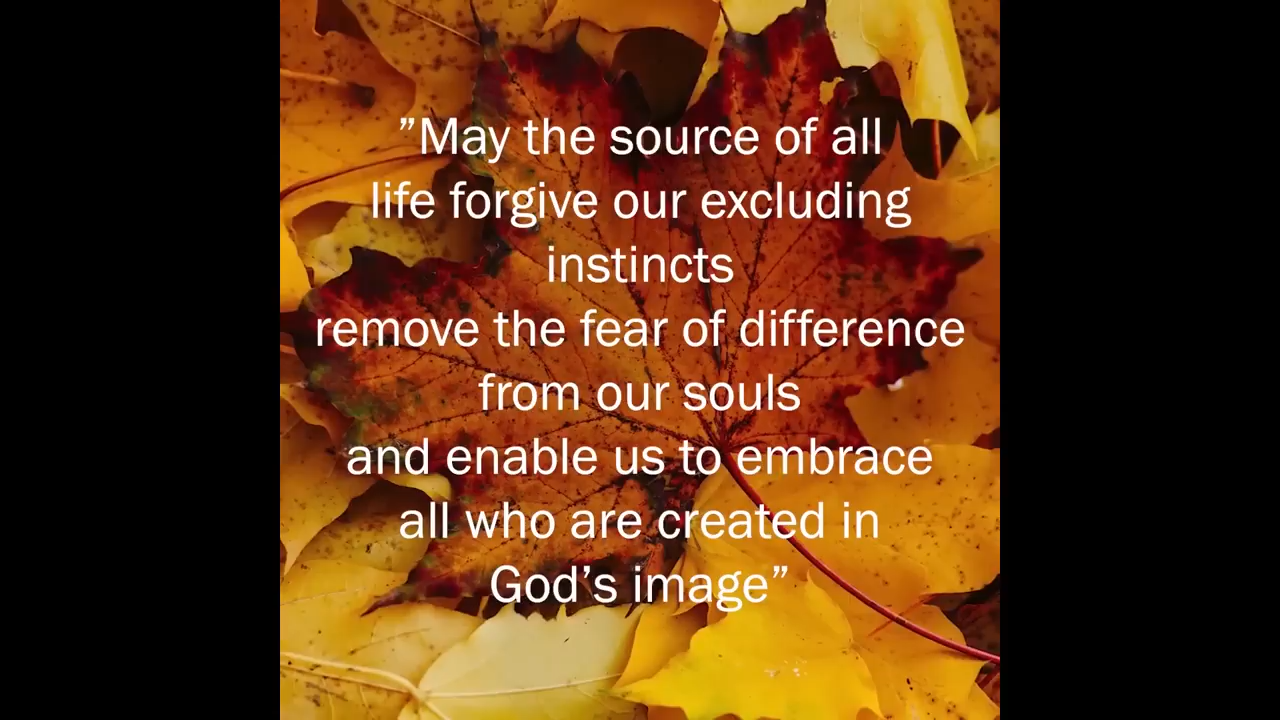 ”May the source of all
life forgive our excluding
instincts
remove the fear of difference
from our souls
and enable us to embrace
all who are created in
God’s image”